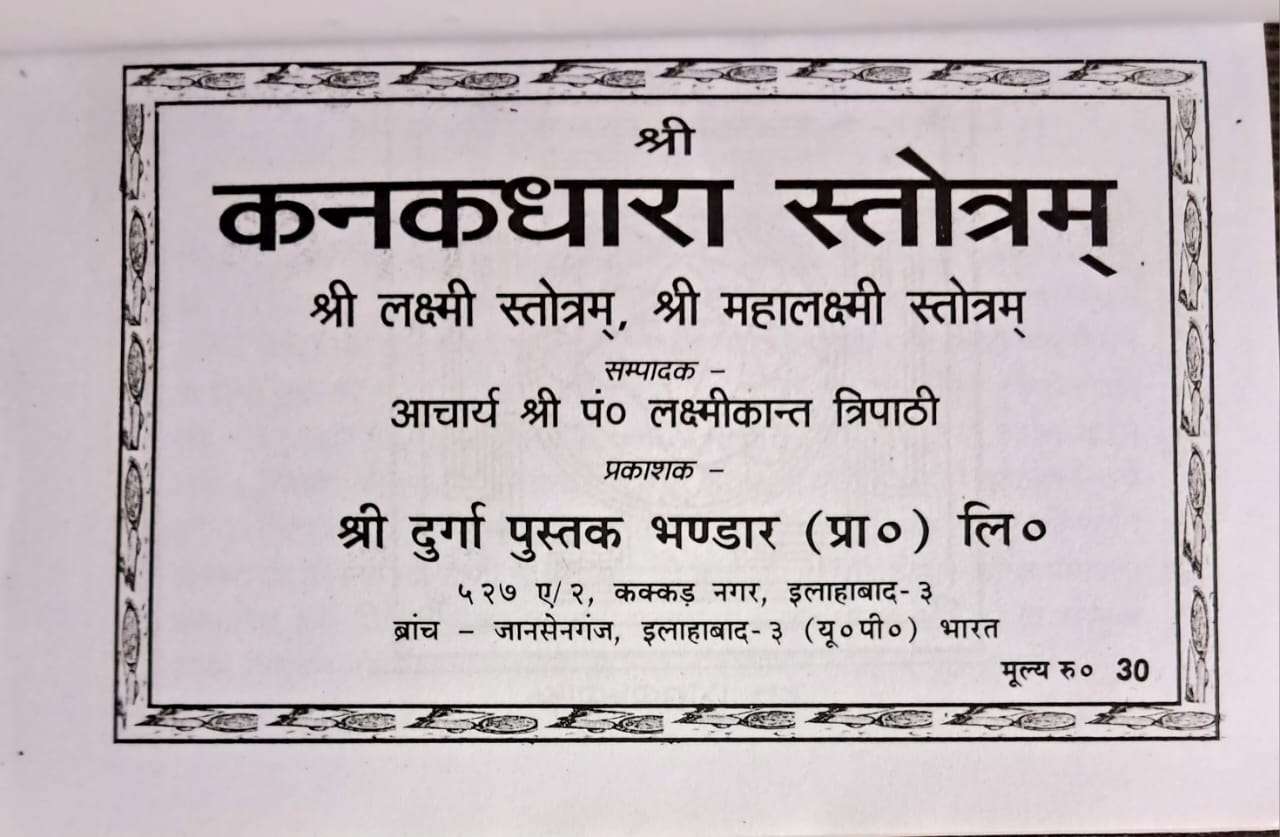 श्री
कनकधारा स्तोत्रम्
श्री लक्ष्मी स्तोत्रम्, श्री महालक्ष्मी स्तोत्रम्
सम्पादक –
आचार्य श्री पं० लक्ष्मीकान्त त्रिपाठी
प्रकाशक –
श्री दुर्गा पुस्तक भण्डार (प्रा०) लि०
५२७ ए/२, कक्कड़ नगर, इलाहाबाद-३
ब्रांच – जानसेनगंज, इलाहाबाद-३ (यू०पी०) भारत
मूल्य रु० 30